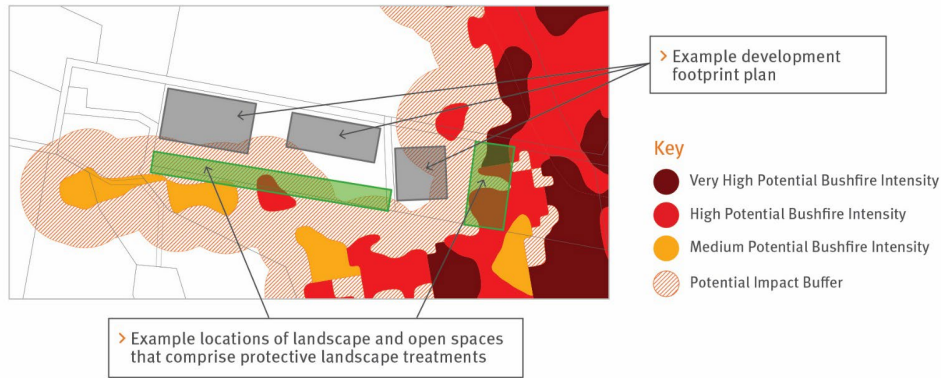 > Example development
footprint plan
Key
Very High Potential Bushfire Intensity
High Potential Bushfire Intensity
Medium Potential Bushfire Intensity
Potential Impact Buffer
> Example locations of landscape and open spaces
that comprise protective landscape treatments